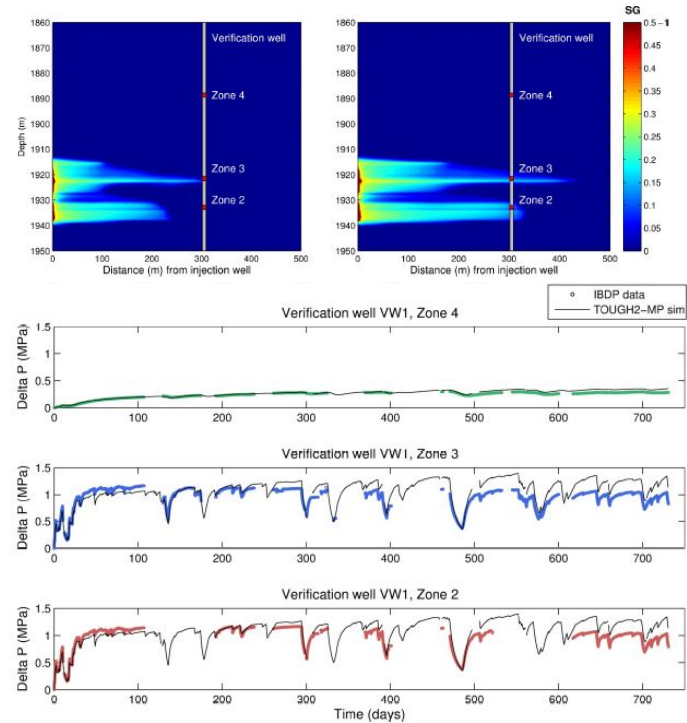 SG
1860
1870
1880
1890
1900
1910
1920
1930
1940
1950
Depth (m)
Verification well
Zone 4
Zone 3
Zone 2
0 100 200 300 400 500
Distance (m) from injection well
1860
1870
1880
1890
1900
1910
1920
1930
1940
1950
Verification well
Zone 4
Zone 3
Zone 2
0 100 200 300 400 500
Distance (m) from injection well
0.5-1
0.45
0.4
0.35
0.3
0.25
0.2
0.15
0.1
0.05
0
IBDP data
TOUGH2-MP sim
Verification well VW1, Zone 4
Delta P (MPa)
1.5
1
0.5
0
0 100 200 300 400 500 600 700
Verification well VW1, Zone 3
Delta P (MPa)
1.5
1
0.5
0
0 100 200 300 400 500 600 700
Verification well VW1, Zone 2
Delta P (MPa)
1.5
1
0.5
0
0 100 200 300 400 500 600 700
Time (days)